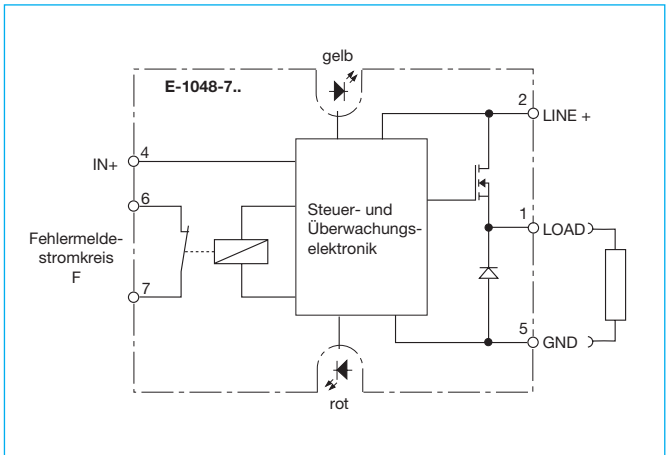 gelb
E-1048-7..
2
LINE +
IN+
4
6
Steuer- und
Überwachungs-
elektronik
1
LOAD
Fehlermelde-
stromkreis
F
7
5
GND
rot